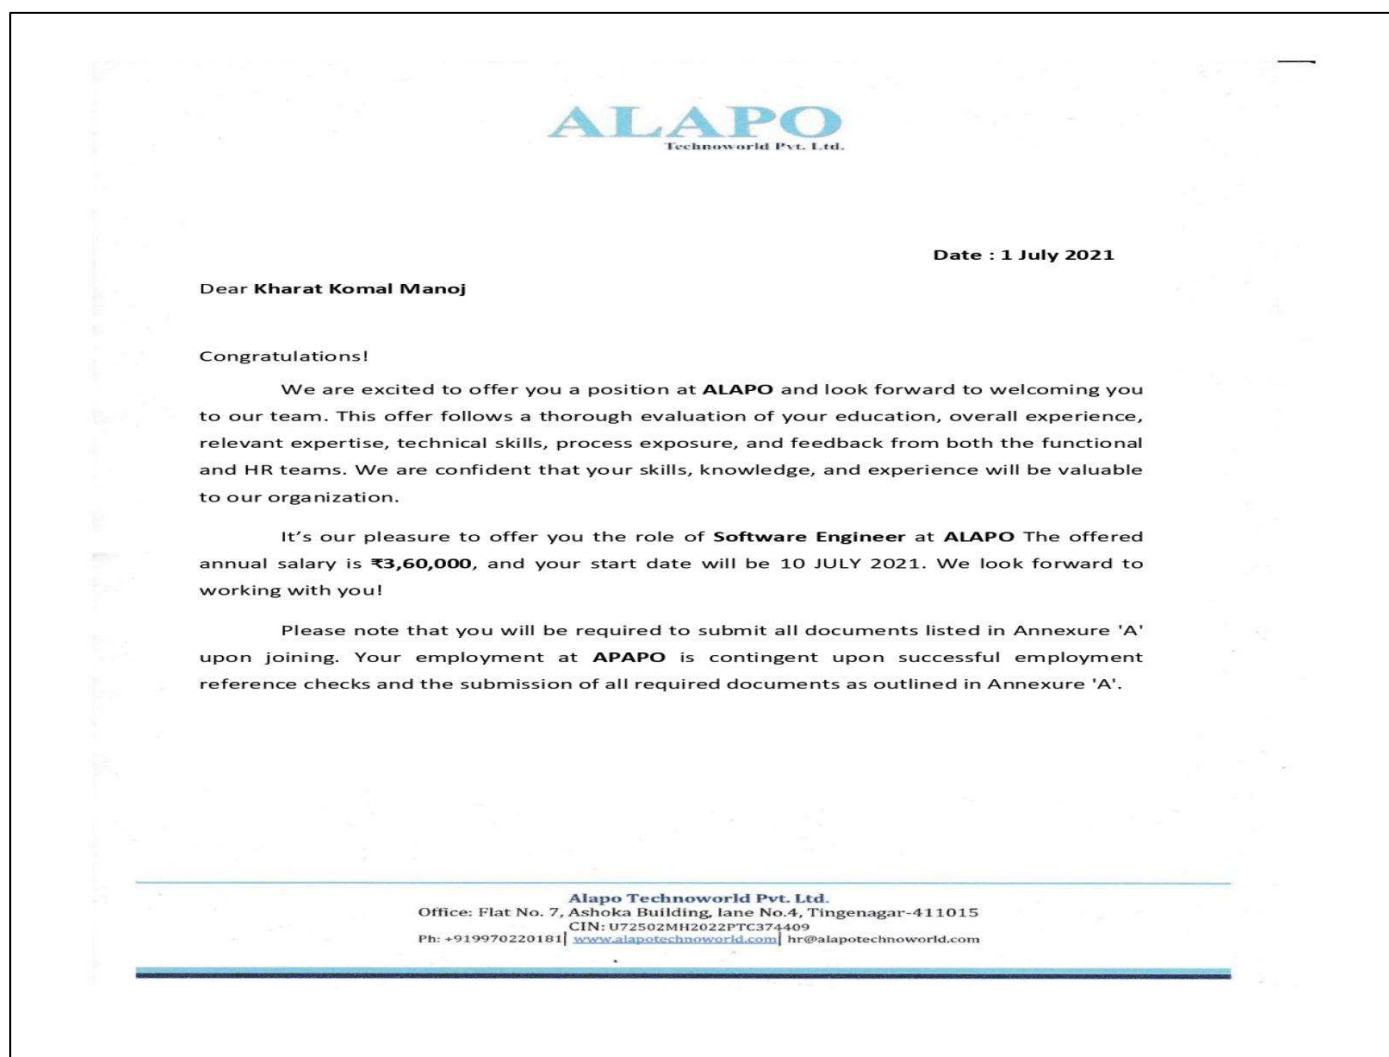 ALAPO
Technoworld Pvt. Ltd.
Date : 1 July 2021
Dear Kharat Komal Manoj
Congratulations!
We are excited to offer you a position at ALAPO and look forward to welcoming you
to our team. This offer follows a thorough evaluation of your education, overall experience,
relevant expertise, technical skills, process exposure, and feedback from both the functional
and HR teams. We are confident that your skills, knowledge, and experience will be valuable
to our organization.
It’s our pleasure to offer you the role of Software Engineer at ALAPO The offered
annual salary is ₹3,60,000, and your start date will be 10 JULY 2021. We look forward to
working with you!
Please note that you will be required to submit all documents listed in Annexure 'A'
upon joining. Your employment at APAPO is contingent upon successful employment
reference checks and the submission of all required documents as outlined in Annexure 'A'.
Alapo Technoworld Pvt. Ltd.
Office: Flat No. 7, Ashoka Building, lane No.4, Tingenagar-411015
CIN: U72502MH2022PTC374409
Ph: +919970220181| www.alapotechnoworld.com| hr@alapotechnoworld.com